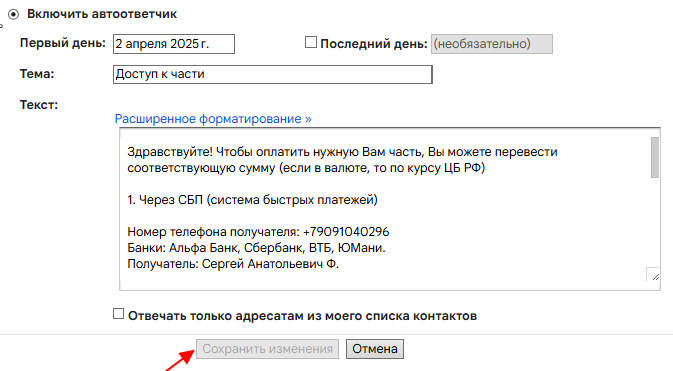 Включить автоответчик
Первый день: 2 апреля 2025 г. Последний день: (необязательно)
Тема: Доступ к части
Текст:
Расширенное форматирование »
Здравствуйте! Чтобы оплатить нужную Вам часть, Вы можете перевести
соответствующую сумму (если в валюте, то по курсу ЦБ РФ)
1. Через СБП (система быстрых платежей)
Номер телефона получателя: +79091040296
Банки: Альфа Банк, Сбербанк, ВТБ, ЮМани.
Получатель: Сергей Анатольевич Ф.
Отвечать только адресатам из моего списка контактов
Сохранить изменения Отмена